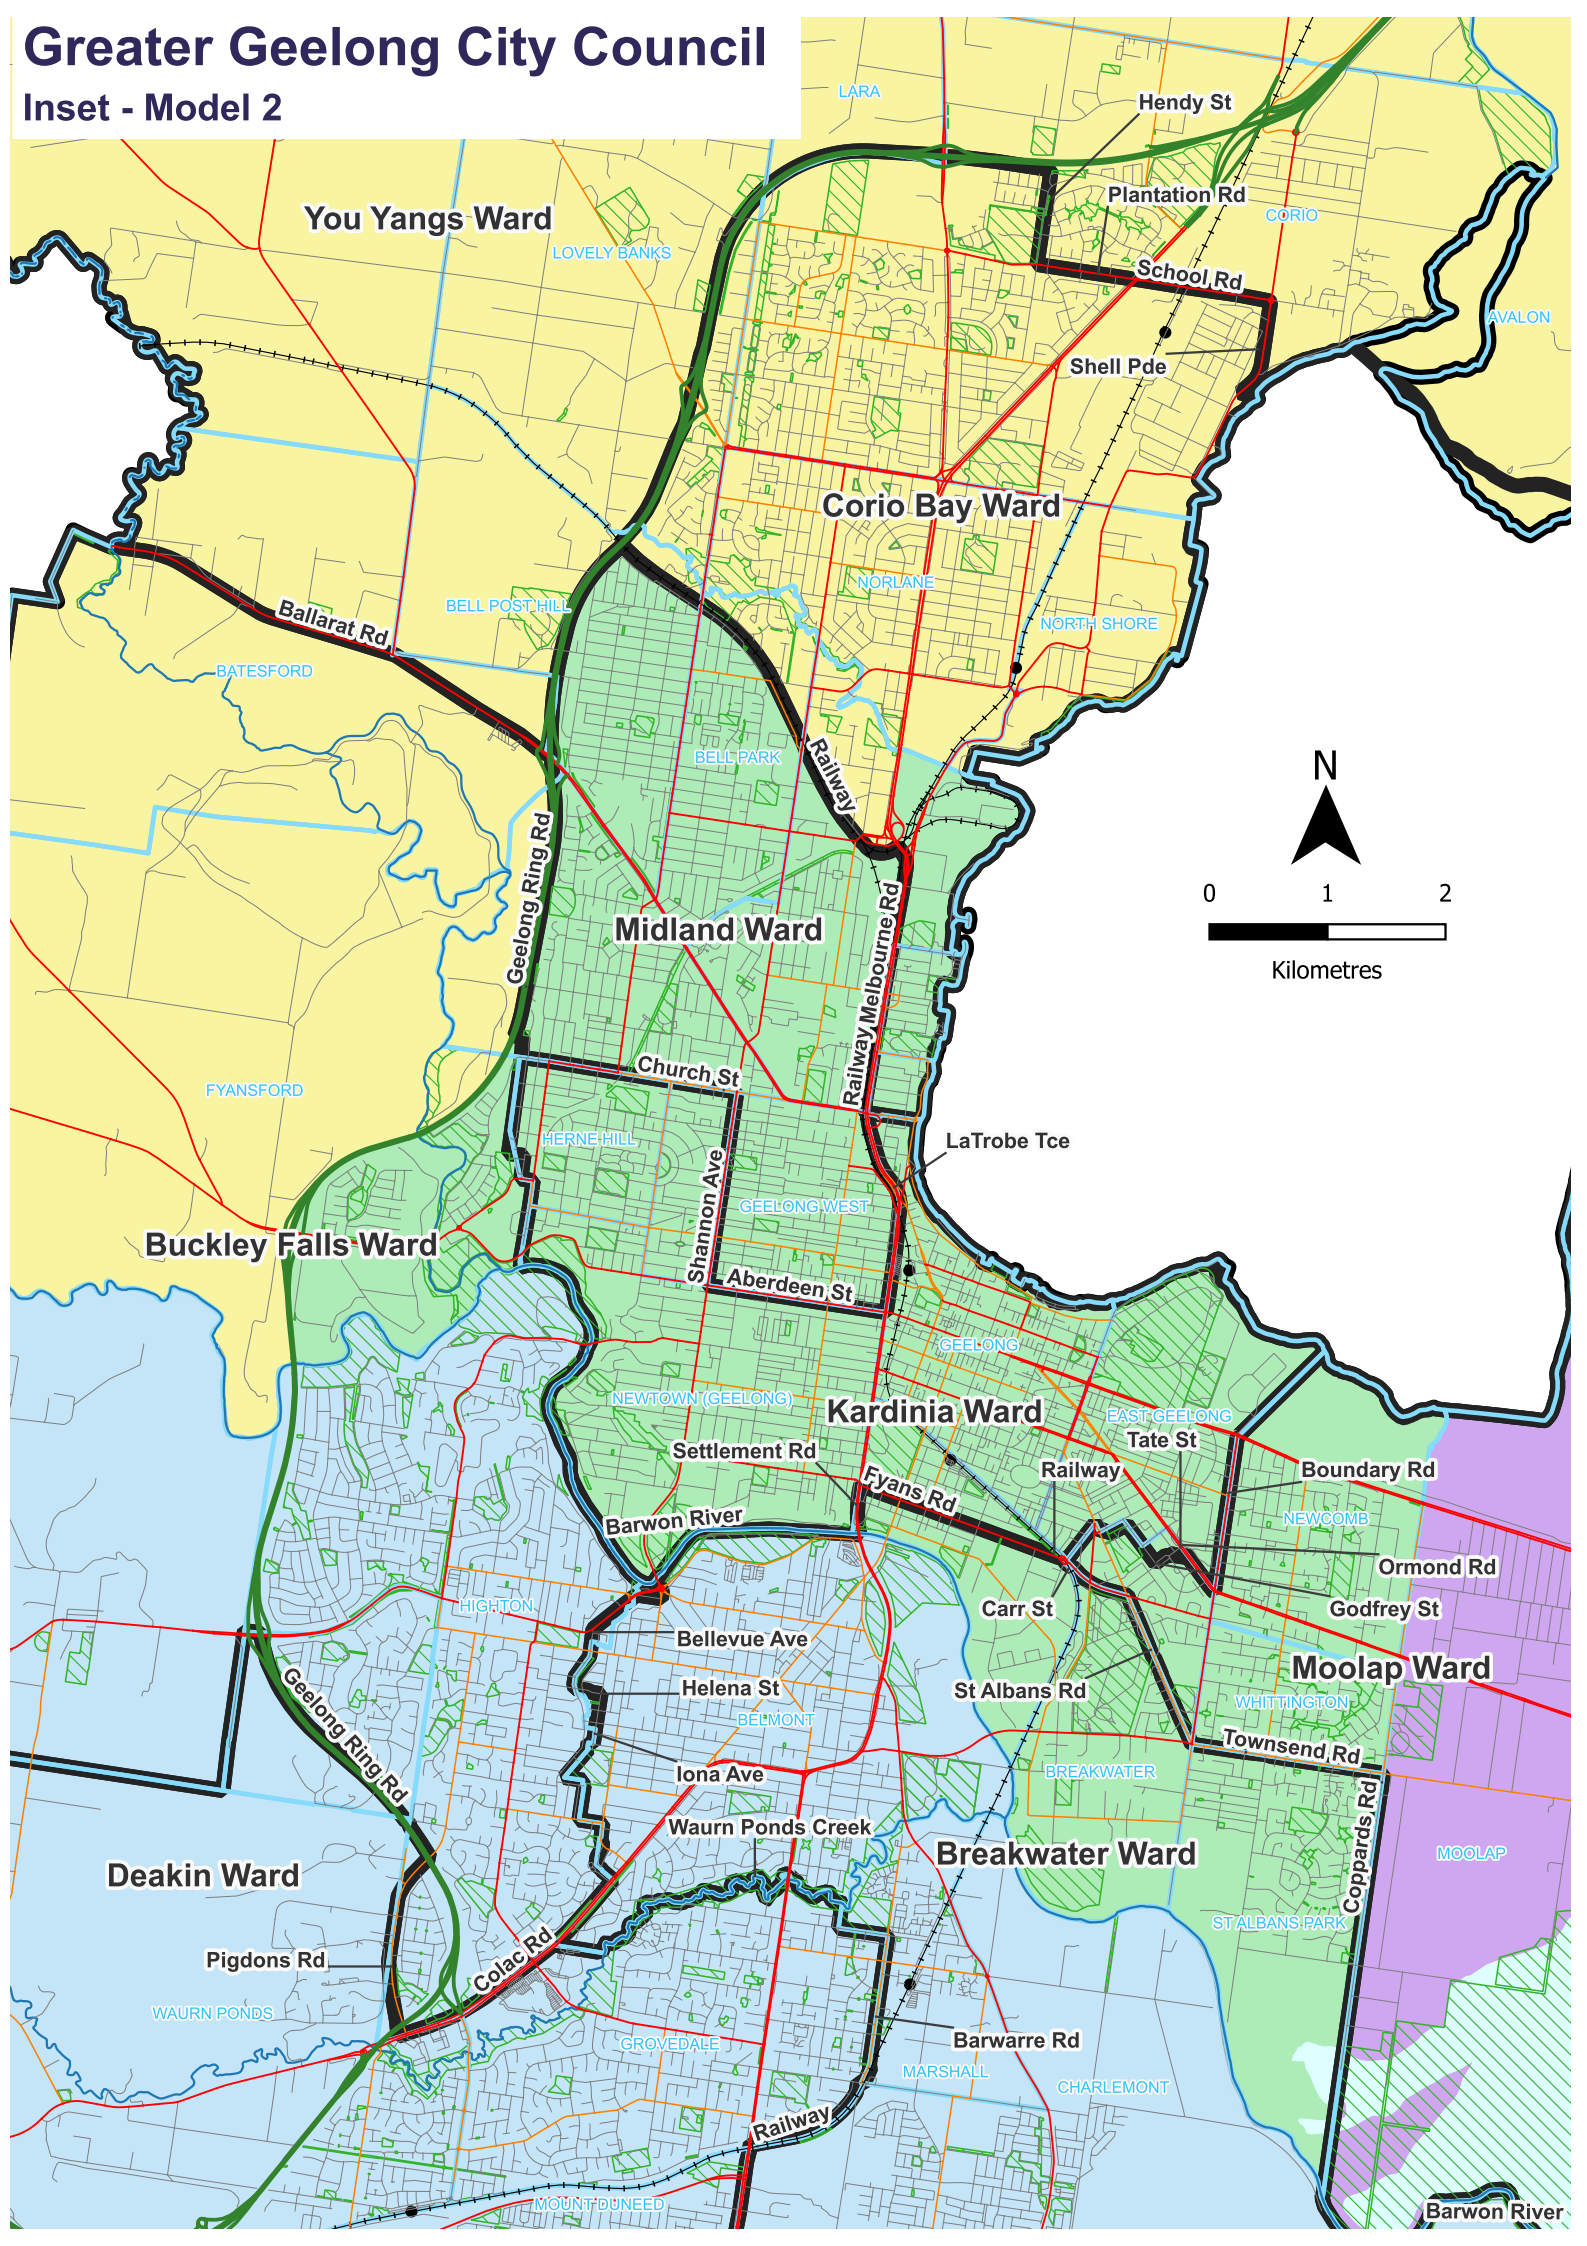 Greater Geelong City Council
Inset - Model 2
LARA
Hendy St
Plantation Rd
CORIO
You Yangs Ward
LOVELY BANKS
School Rd
AVALON
Shell Pde
Corio Bay Ward
NORLANE
BELL POST HILL
NORTH SHORE
Ballarat Rd
BATESFORD
BELL PARK
Railway
N
0 1 2
Kilometres
Geelong Ring Rd
Midland Ward
Railway Melbourne Rd
Church St
FYANSFORD
HERNE HILL
LaTrobe Tce
Shannon Ave
GEELONG WEST
Buckley Falls Ward
Aberdeen St
GEELONG
NEWTOWN (GEELONG)
Kardinia Ward
EAST GEELONG
Tate St
Settlement Rd
Railway
Boundary Rd
Fyans Rd
Barwon River
NEWCOMB
Ormond Rd
HIGHTON
Carr St
Godfrey St
Bellevue Ave
Moolap Ward
Helena St
St Albans Rd
WHITTINGTON
BELMONT
Geelong Ring Rd
Townsend Rd
Iona Ave
BREAKWATER
Coppards Rd
Waurn Ponds Creek
Breakwater Ward
MOOLAP
Deakin Ward
ST ALBANS PARK
Colac Rd
Pigdons Rd
WAURN PONDS
GROVEDALE
Barwarre Rd
MARSHALL
CHARLEMONT
Railway
MOUNT DUNEED
Barwon River